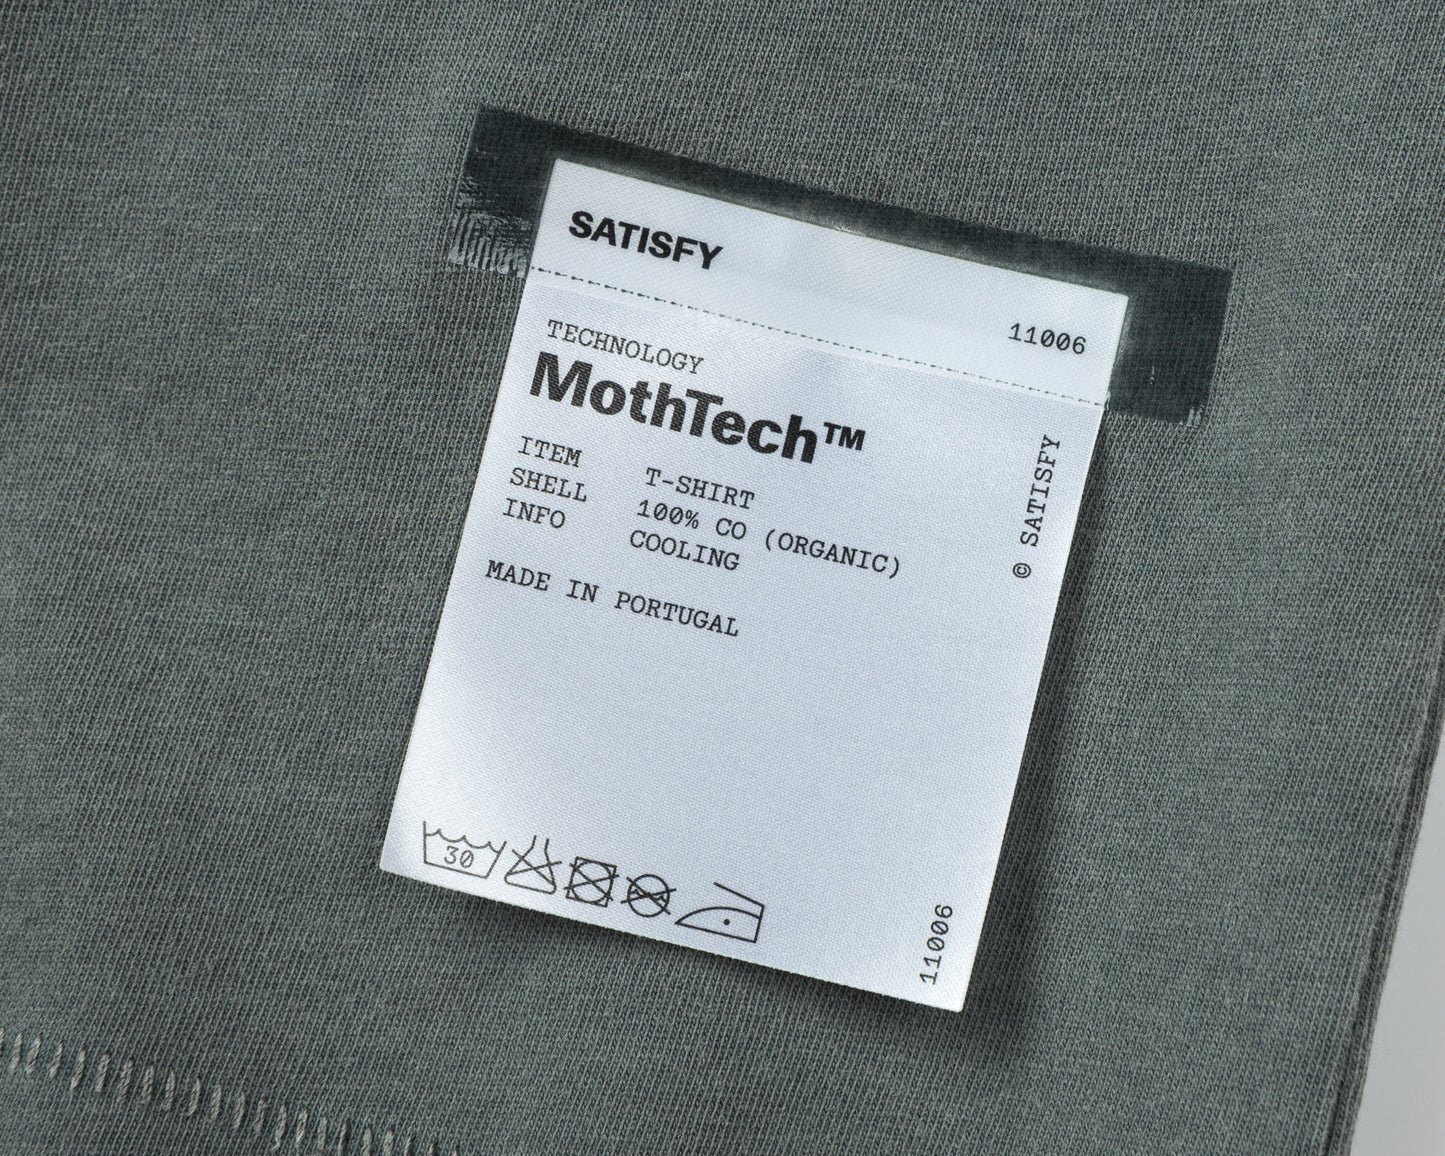 SATISFY
11006
TECHNOLOGY
MothTech™
ITEM T-SHIRT
SHELL 100% CO (ORGANIC)
INFO COOLING
MADE IN PORTUGAL
© SATISFY
30
11006